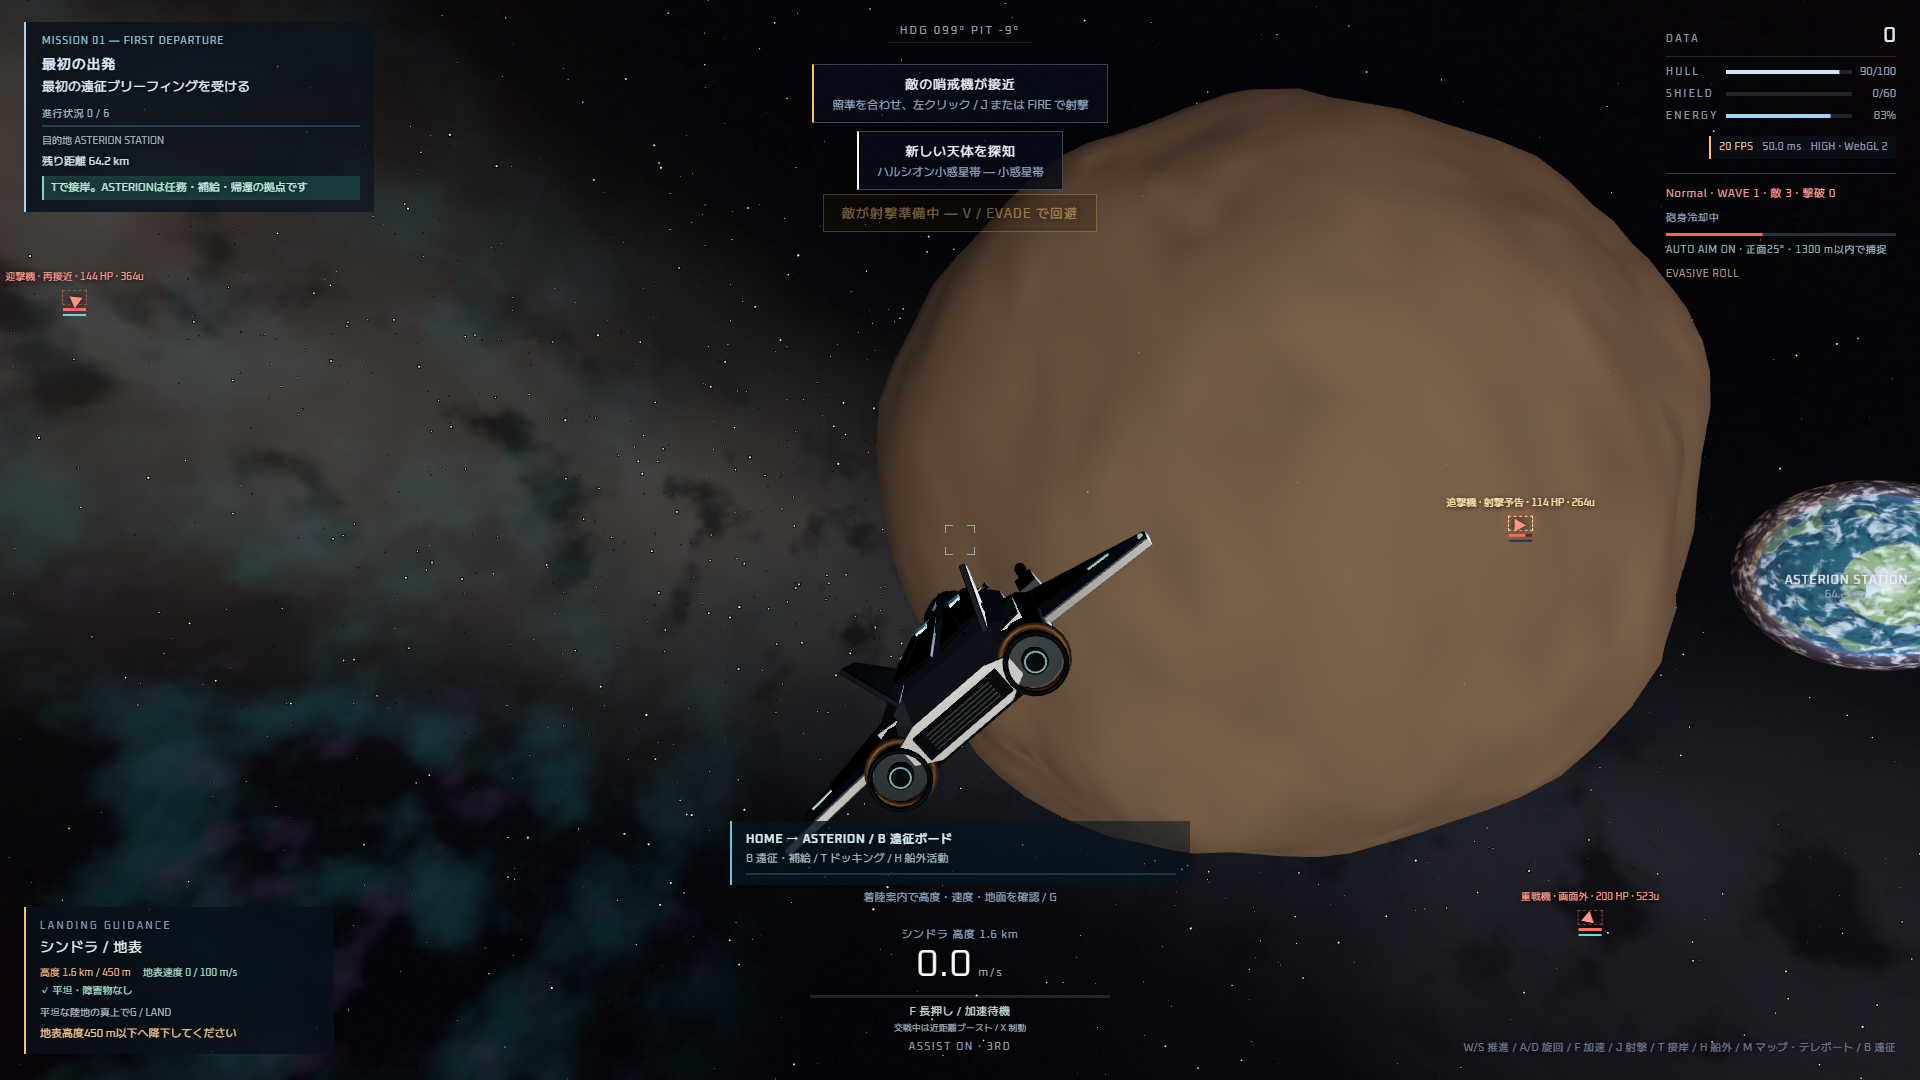 MISSION 01 — FIRST DEPARTURE
最初の出発
最初の遠征ブリーフィングを受ける
進行状況 0 / 6
目的地 ASTERION STATION
残り距離 64.2 km
Tで接岸。ASTERIONは任務・補給・帰還の拠点です
HDG 099° PIT -9°
敵の哨戒機が接近
照準を合わせ、左クリック / J または FIRE で射撃
新しい天体を探知
ハルシオン小惑星帯 — 小惑星帯
敵が射撃準備中 — V / EVADE で回避
DATA 0
HULL 90/100
SHIELD 0/60
ENERGY 83%
20 FPS 50.0 ms HIGH · WebGL 2
Normal · WAVE 1 · 敵 3 · 撃破 0
砲身冷却中
AUTO AIM ON · 正面25° · 1300 m以内で捕捉
EVASIVE ROLL
迎撃機 · 再接近 · 144 HP · 364u
追撃機 · 射撃予告 · 114 HP · 264u
ASTERION STATION
重戦機 · 画面外 · 200 HP · 523u
HOME → ASTERION / B 遠征ボード
B 遠征・補給 / T ドッキング / H 船外活動
着陸案内で高度・速度・地面を確認 / G
シンドラ 高度 1.6 km
0.0 m/s
F 長押し / 加速待機
交戦中は近距離ブースト / X 制動
ASSIST ON · 3RD
LANDING GUIDANCE
シンドラ / 地表
高度 1.6 km / 450 m 地表速度 0 / 100 m/s
✓ 平坦・障害物なし
平坦な陸地の真上でG / LAND
地表高度450 m以下へ降下してください
W/S 推進 / A/D 旋回 / F 加速 / J 射撃 / T 接岸 / H 船外 / M マップ・テレポート / B 遠征